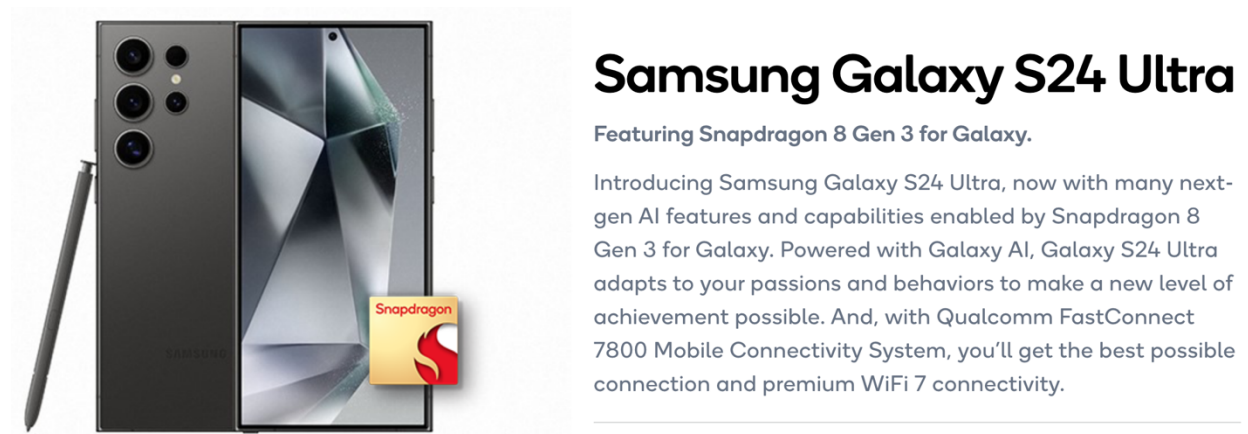 Samsung Galaxy S24 Ultra
Featuring Snapdragon 8 Gen 3 for Galaxy.
Introducing Samsung Galaxy S24 Ultra, now with many next-
gen AI features and capabilities enabled by Snapdragon 8
Gen 3 for Galaxy. Powered with Galaxy AI, Galaxy S24 Ultra
adapts to your passions and behaviors to make a new level of
achievement possible. And, with Qualcomm FastConnect
7800 Mobile Connectivity System, you’ll get the best possible
connection and premium WiFi 7 connectivity.
SAMSUNG
Snapdragon